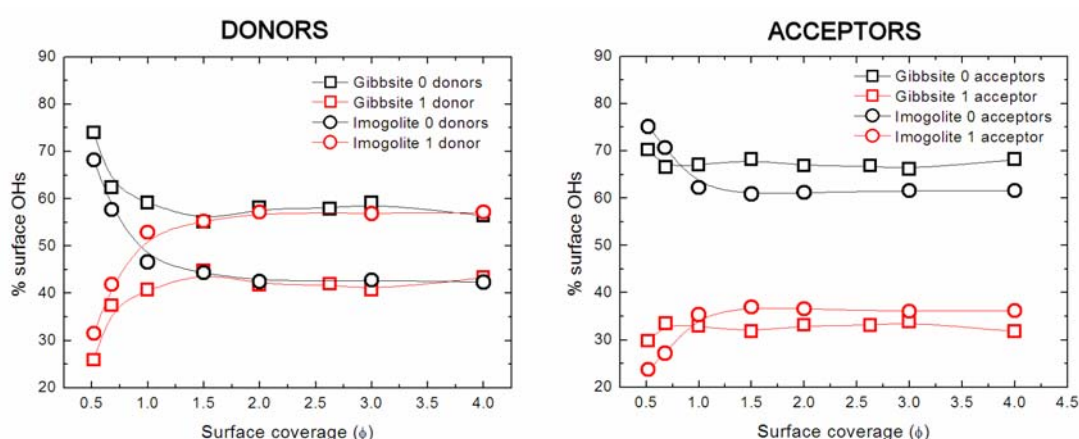 DONORS
90
80
70
60
50
40
30
20
% surface OHs
Gibbsite 0 donors
Gibbsite 1 donor
Imogolite 0 donors
Imogolite 1 donor
0.5 1.0 1.5 2.0 2.5 3.0 3.5 4.0
Surface coverage (ϕ)
ACCEPTORS
90
80
70
60
50
40
30
20
% surface OHs
Gibbsite 0 acceptors
Gibbsite 1 acceptor
Imogolite 0 acceptors
Imogolite 1 acceptor
0.5 1.0 1.5 2.0 2.5 3.0 3.5 4.0 4.5
Surface coverage (ϕ)